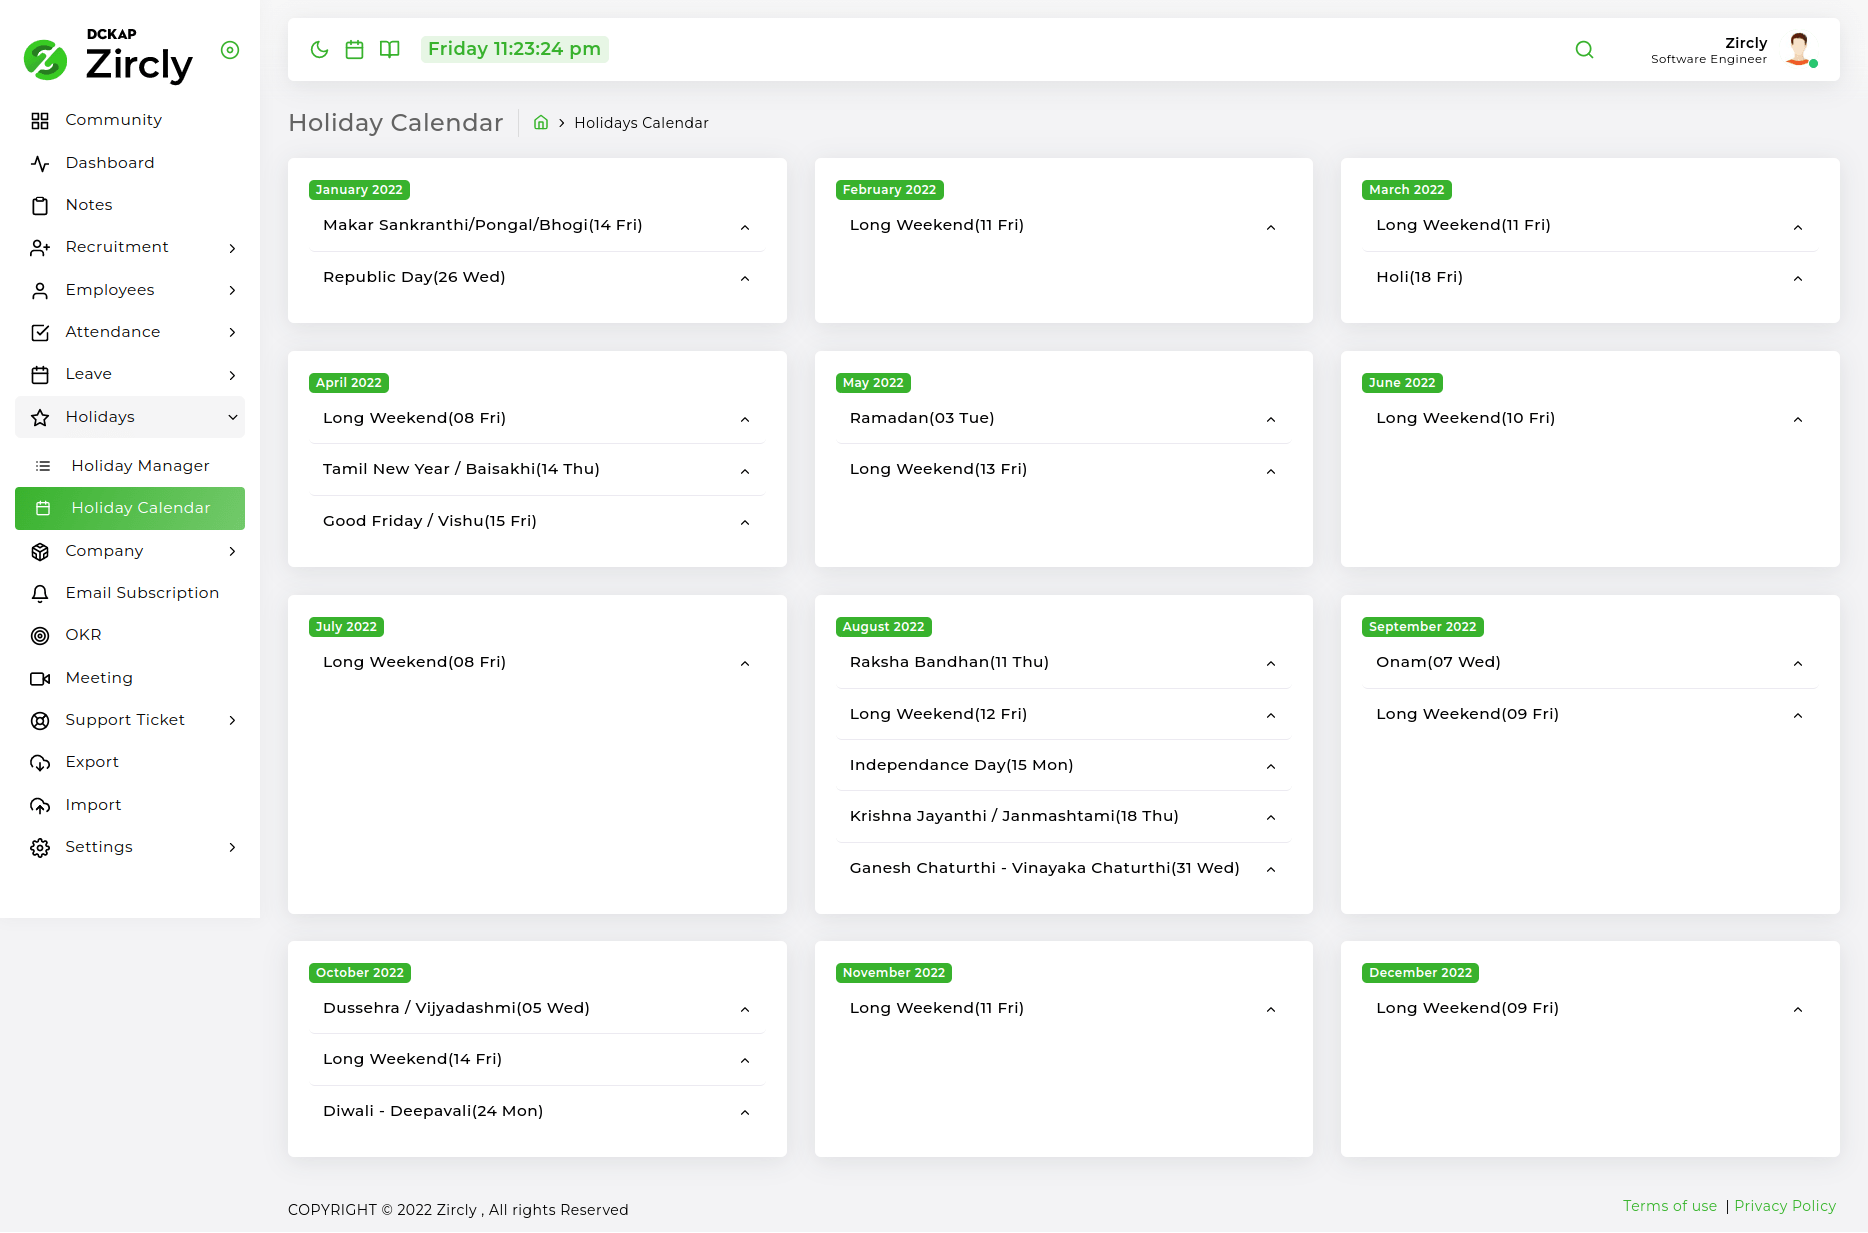 DCKAP
Zircly
Community
Dashboard
Notes
Recruitment
Employees
Attendance
Leave
Holidays
Holiday Manager
Holiday Calendar
Company
Email Subscription
OKR
Meeting
Support Ticket
Export
Import
Settings
Friday 11:23:24 pm
Zircly
Software Engineer
Holiday Calendar
Holidays Calendar
January 2022
Makar Sankranthi/Pongal/Bhogi(14 Fri)
Republic Day(26 Wed)
February 2022
Long Weekend(11 Fri)
March 2022
Long Weekend(11 Fri)
Holi(18 Fri)
April 2022
Long Weekend(08 Fri)
Tamil New Year / Baisakhi(14 Thu)
Good Friday / Vishu(15 Fri)
May 2022
Ramadan(03 Tue)
Long Weekend(13 Fri)
June 2022
Long Weekend(10 Fri)
July 2022
Long Weekend(08 Fri)
August 2022
Raksha Bandhan(11 Thu)
Long Weekend(12 Fri)
Independance Day(15 Mon)
Krishna Jayanthi / Janmashtami(18 Thu)
Ganesh Chaturthi - Vinayaka Chaturthi(31 Wed)
September 2022
Onam(07 Wed)
Long Weekend(09 Fri)
October 2022
Dussehra / Vijyadashmi(05 Wed)
Long Weekend(14 Fri)
Diwali - Deepavali(24 Mon)
November 2022
Long Weekend(11 Fri)
December 2022
Long Weekend(09 Fri)
COPYRIGHT © 2022 Zircly , All rights Reserved
Terms of use | Privacy Policy